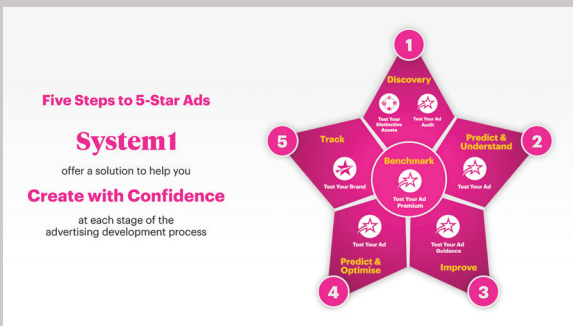 Five Steps to 5-Star Ads
System1
offer a solution to help you
Create with Confidence
at each stage of the
advertising development process
1
Discovery
Test Your
Distinctive
Assets
Test Your Ad
Audit
2
Predict &
Understand
Test Your Ad
3
Test Your Ad
Guidance
Improve
4
Test Your Ad
Predict &
Optimise
5
Track
Test Your Brand
Benchmark
Test Your Ad
Premium